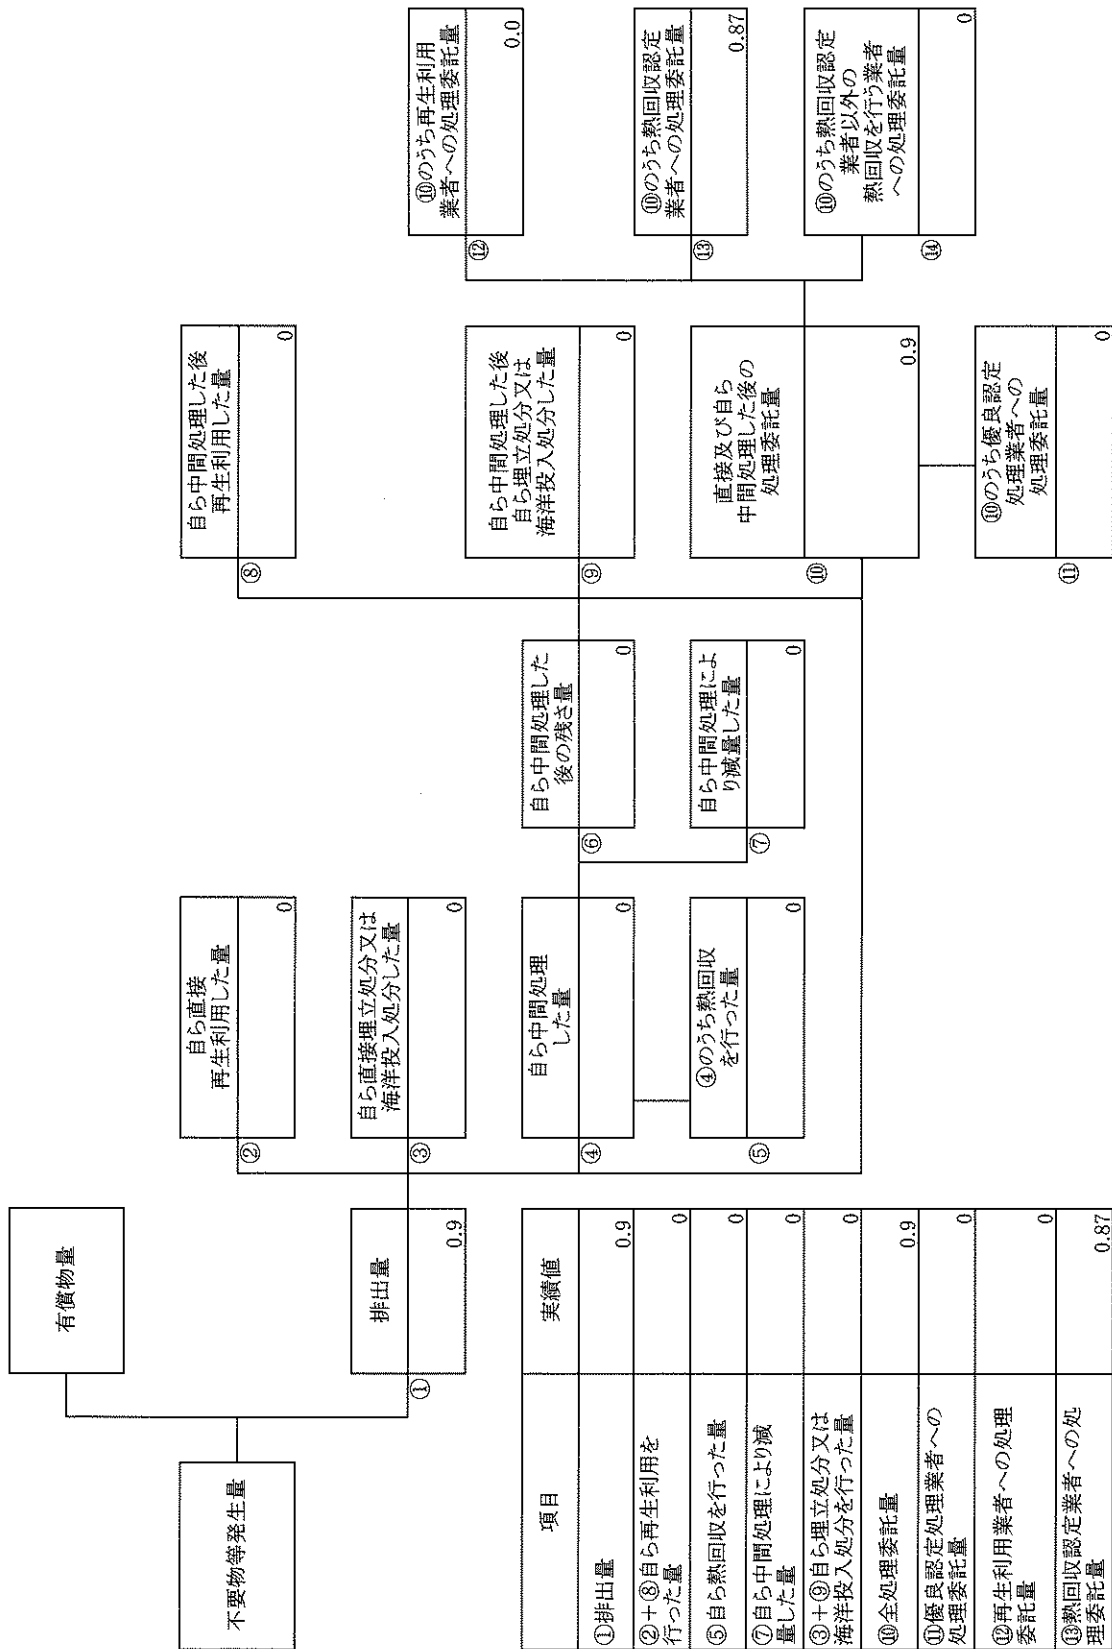 不要物等発生量
有償物量
①
排出量
0.9
②
自ら直接
再生利用した量
0
③
自ら直接埋立処分又は
海洋投入処分した量
0
④
自ら中間処理
した量
0
⑤
④のうち熱回収
を行った量
0
⑥
自ら中間処理した
後の残さ量
0
⑦
自ら中間処理によ
り減量した量
0
⑧
自ら中間処理した後
再生利用した量
0
⑨
自ら中間処理した後
自ら埋立処分又は
海洋投入処分した量
0
⑩
直接及び自ら
中間処理した後の
処理委託量
0.9
⑪
⑩のうち優良認定
処理業者への
処理委託量
0
⑫
⑩のうち再生利用
業者への処理委託量
0.0
⑬
⑩のうち熱回収認定
業者への処理委託量
0.87
⑭
⑩のうち熱回収認定
業者以外の
熱回収を行う業者
への処理委託量
0
項目 実績値
①排出量 0.9
②+⑧自ら再生利用を
行った量 0
⑤自ら熱回収を行った量 0
⑦自ら中間処理により減
量した量 0
③+⑨自ら埋立処分又は
海洋投入処分を行った量 0
⑩全処理委託量 0.9
⑪優良認定処理業者への
処理委託量 0
⑫再生利用業者への処理
委託量 0
⑬熱回収認定業者への処
理委託量 0.87